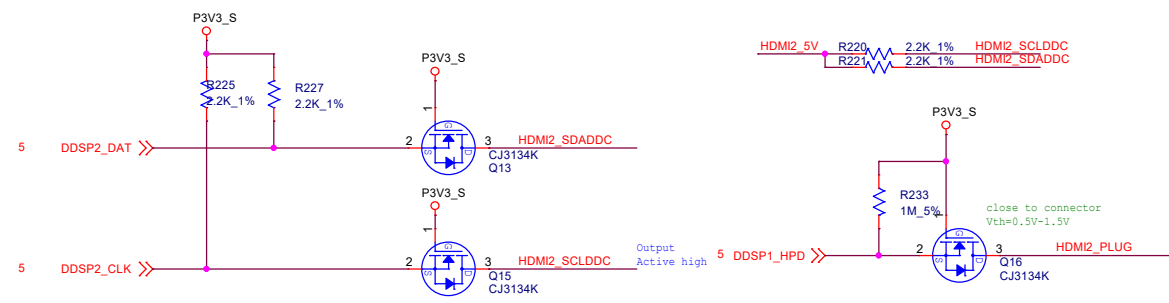 P3V3_S
R225
2.2K_1%
R227
2.2K_1%
P3V3_S
1
G
5 DDSP2_DAT
2
S
D
3
HDMI2_SDADDC
CJ3134K
Q13
P3V3_S
1
G
5 DDSP2_CLK
2
S
D
3
HDMI2_SCLDDC
Q15
CJ3134K
Output
Active high
HDMI2_5V
R220 2.2K_1% HDMI2_SCLDDC
R221 2.2K_1% HDMI2_SDADDC
P3V3_S
R233
1M_5%
close to connector
Vth=0.5V-1.5V
1
G
5 DDSP1_HPD
2
S
D
3
HDMI2_PLUG
Q16
CJ3134K